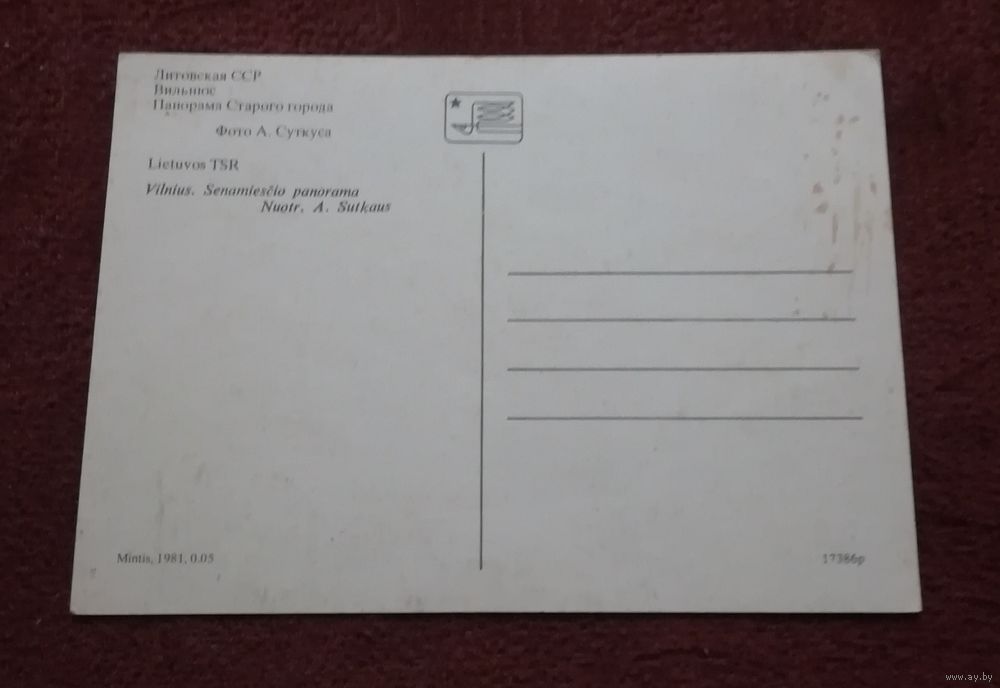 Литовская ССР
Вильнюс
Панорама Старого города
Фото А. Суткуса
Lietuvos TSR
Vilnius. Senamiesčio panorama
Nuotr. A. Sutkaus
Mintis, 1981, 0.05
17386р
www.ay.by